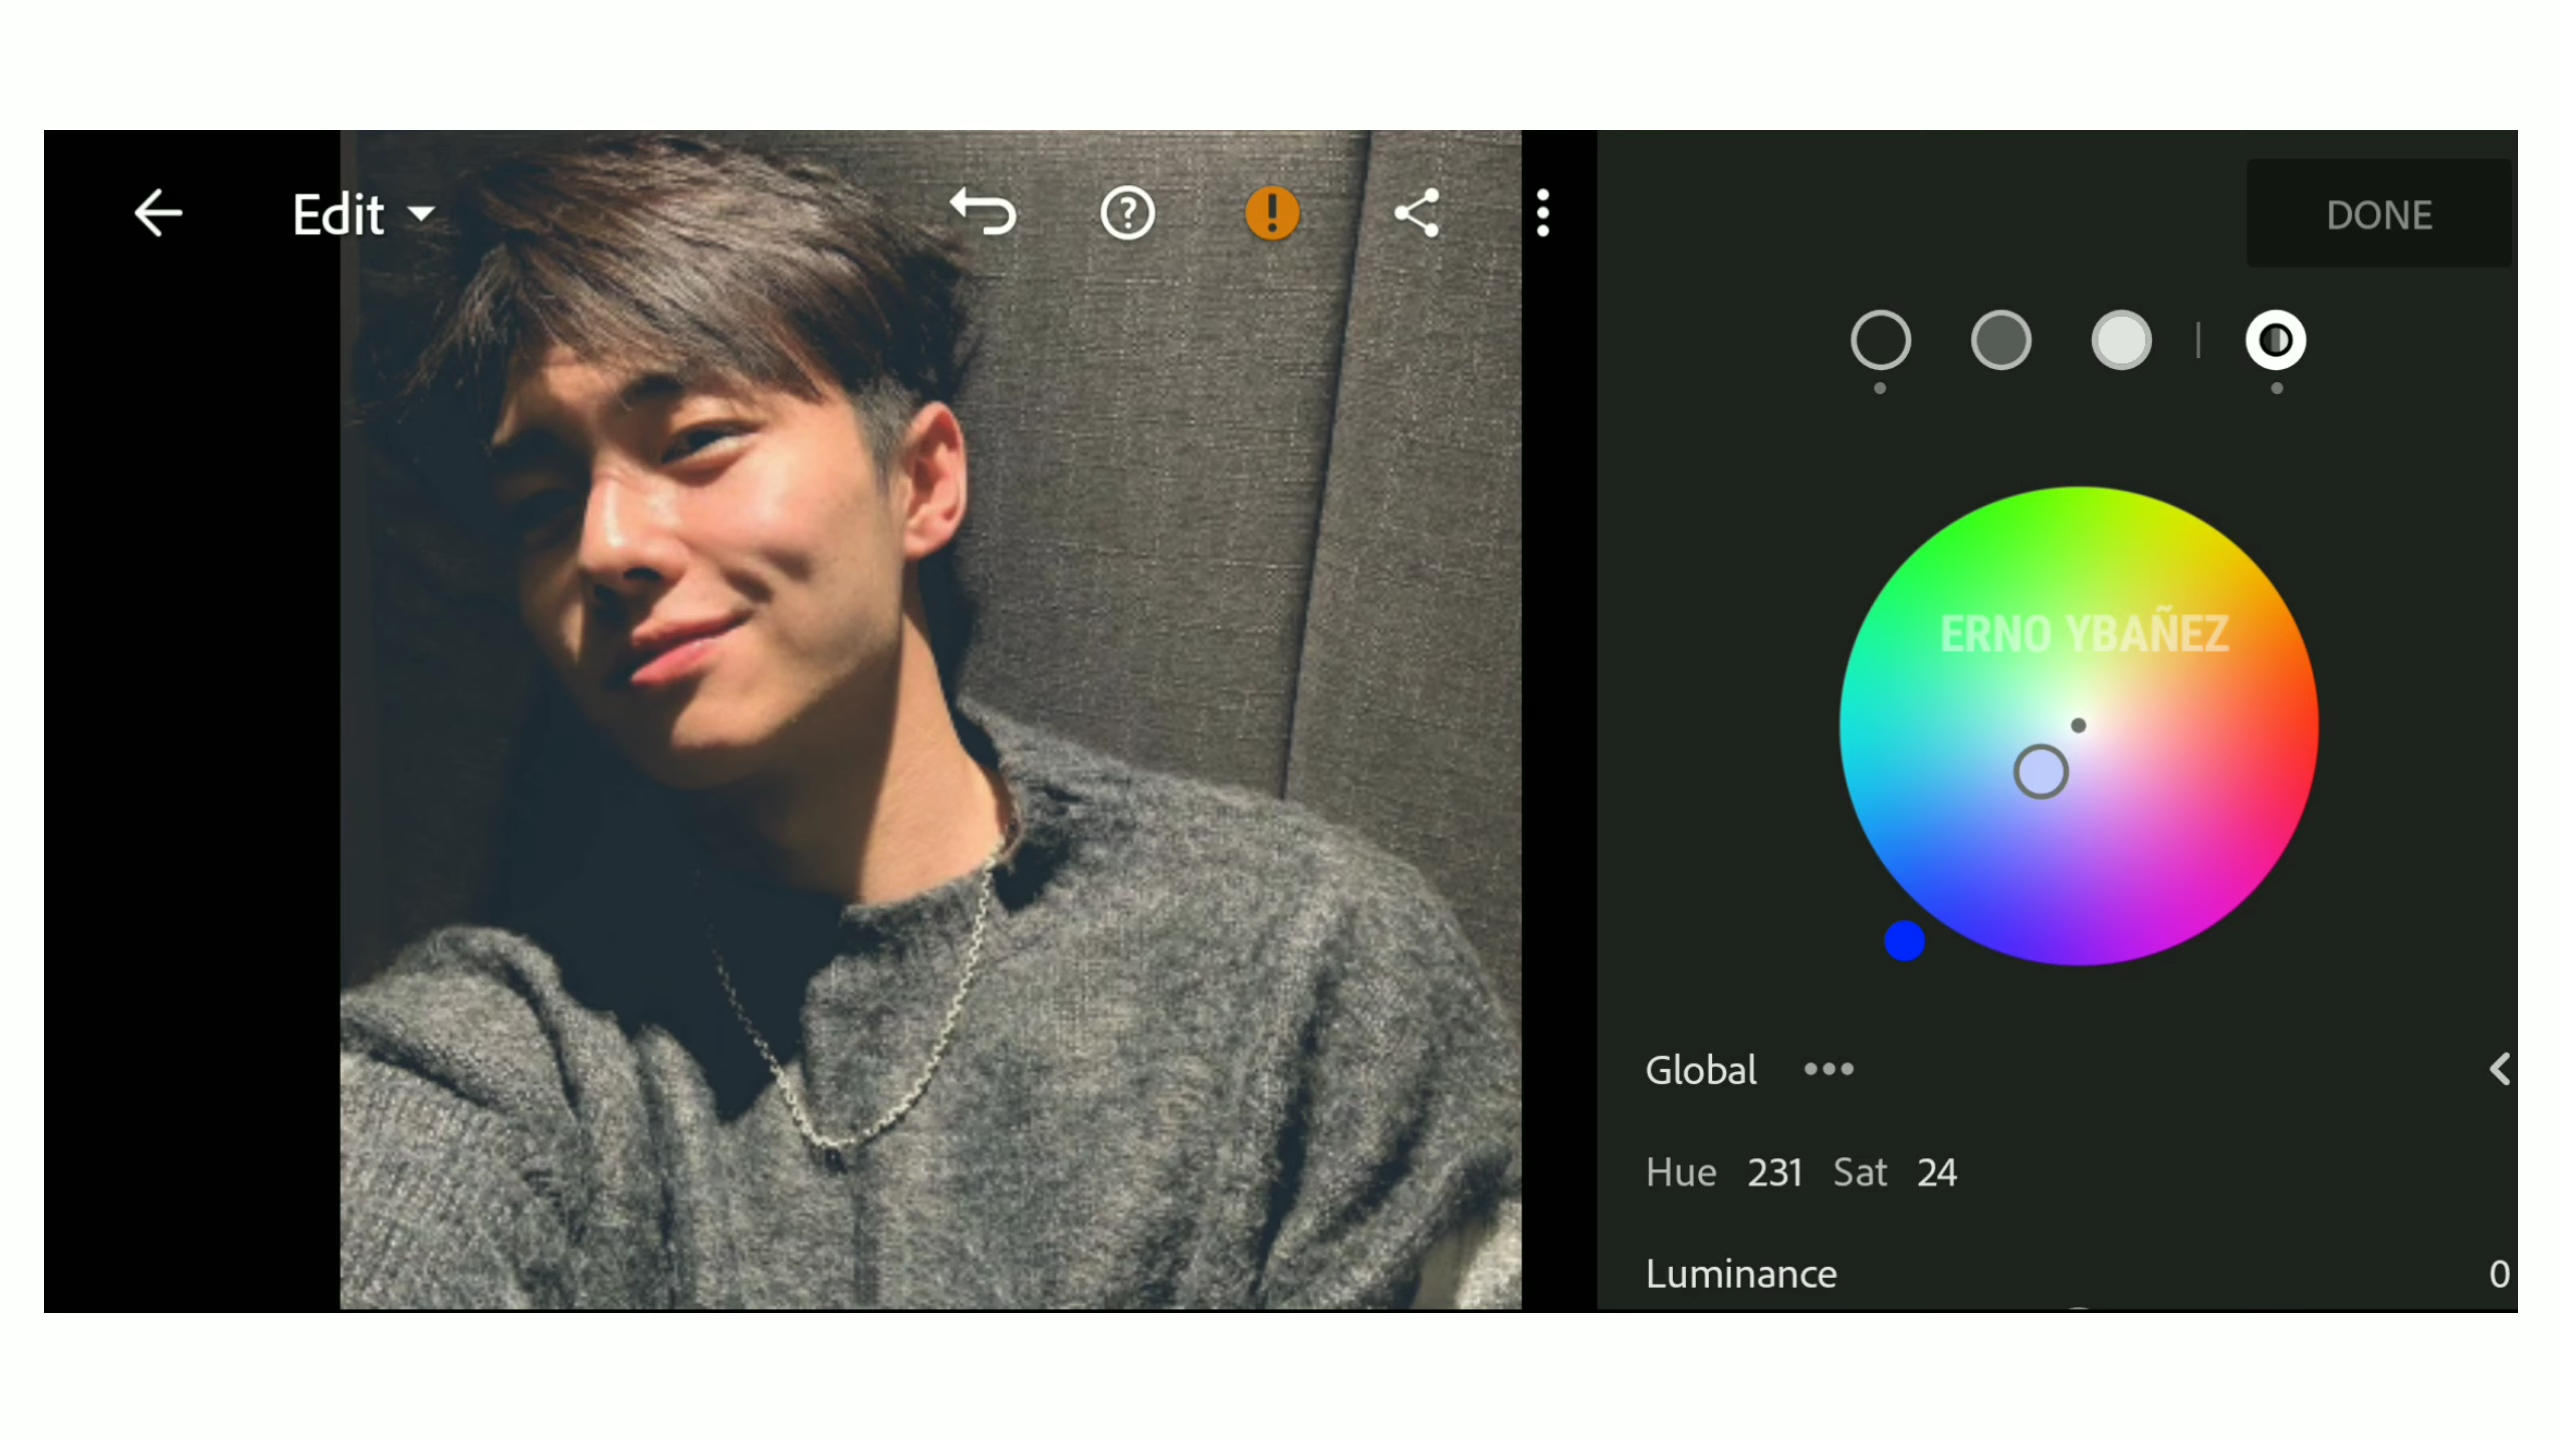 Edit
DONE
ERNO YBAÑEZ
Global
Hue 231 Sat 24
Luminance 0